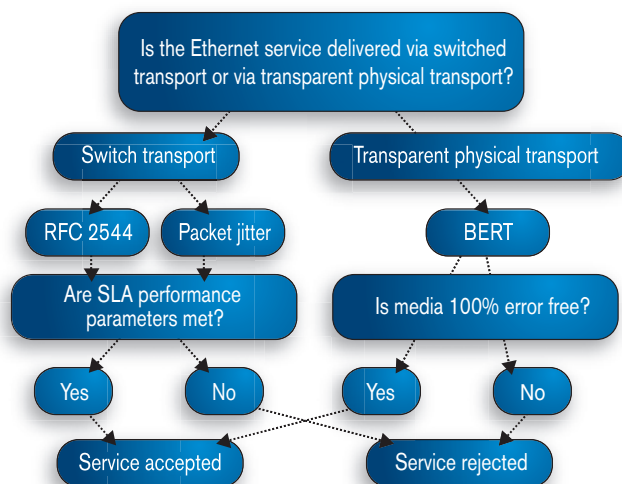 Is the Ethernet service delivered via switched
transport or via transparent physical transport?
Switch transport
Transparent physical transport
RFC 2544
Packet jitter
BERT
Are SLA performance
parameters met?
Is media 100% error free?
Yes
No
Yes
No
Service accepted
Service rejected